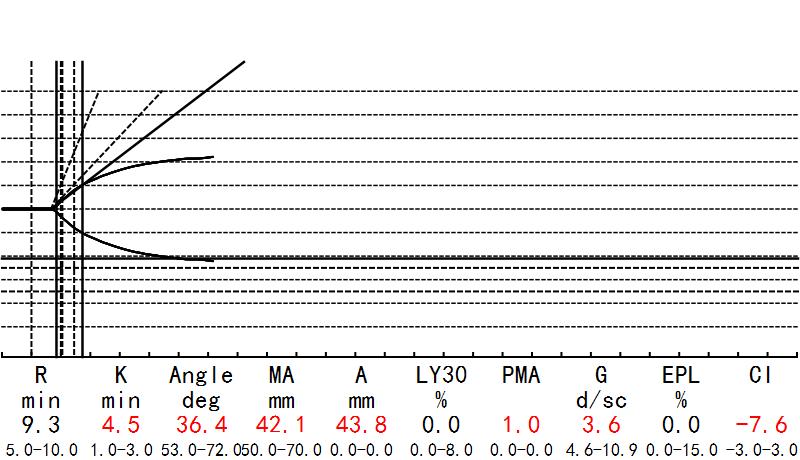 R K Angle MA A LY30 PMA G EPL CI
min min deg mm mm % d/sc %
9.3 4.5 36.4 42.1 43.8 0.0 1.0 3.6 0.0 -7.6
5.0-10.0 1.0-3.0 53.0-72.0 50.0-70.0 0.0-0.0 0.0-8.0 0.0-0.0 4.6-10.9 0.0-15.0 -3.0-3.0